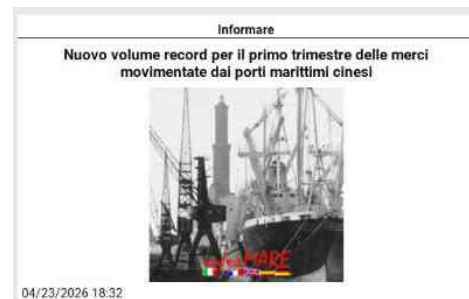 Informare
Nuovo volume record per il primo trimestre delle merci
movimentate dai porti marittimi cinesi
inforMARE
04/23/2026 18:32